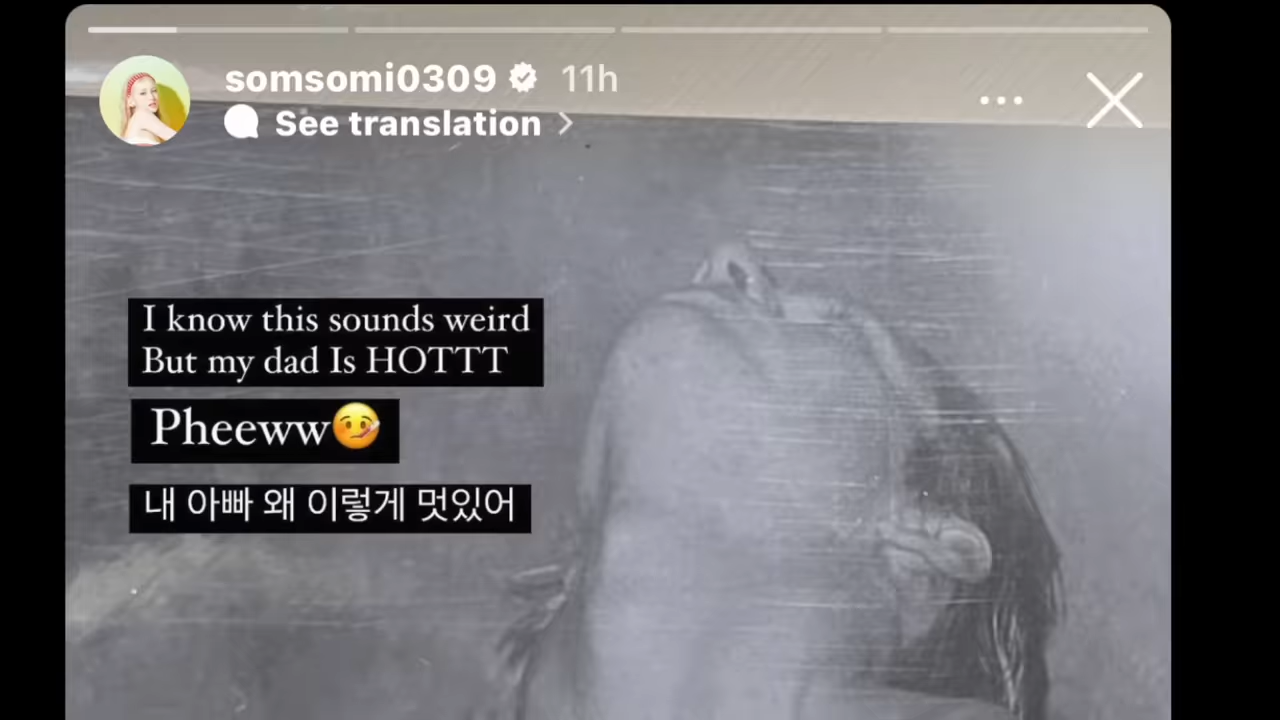 somsomi0309 11h
See translation
I know this sounds weird
But my dad Is HOTTT
Pheeww🤒
내 아빠 왜 이렇게 멋있어